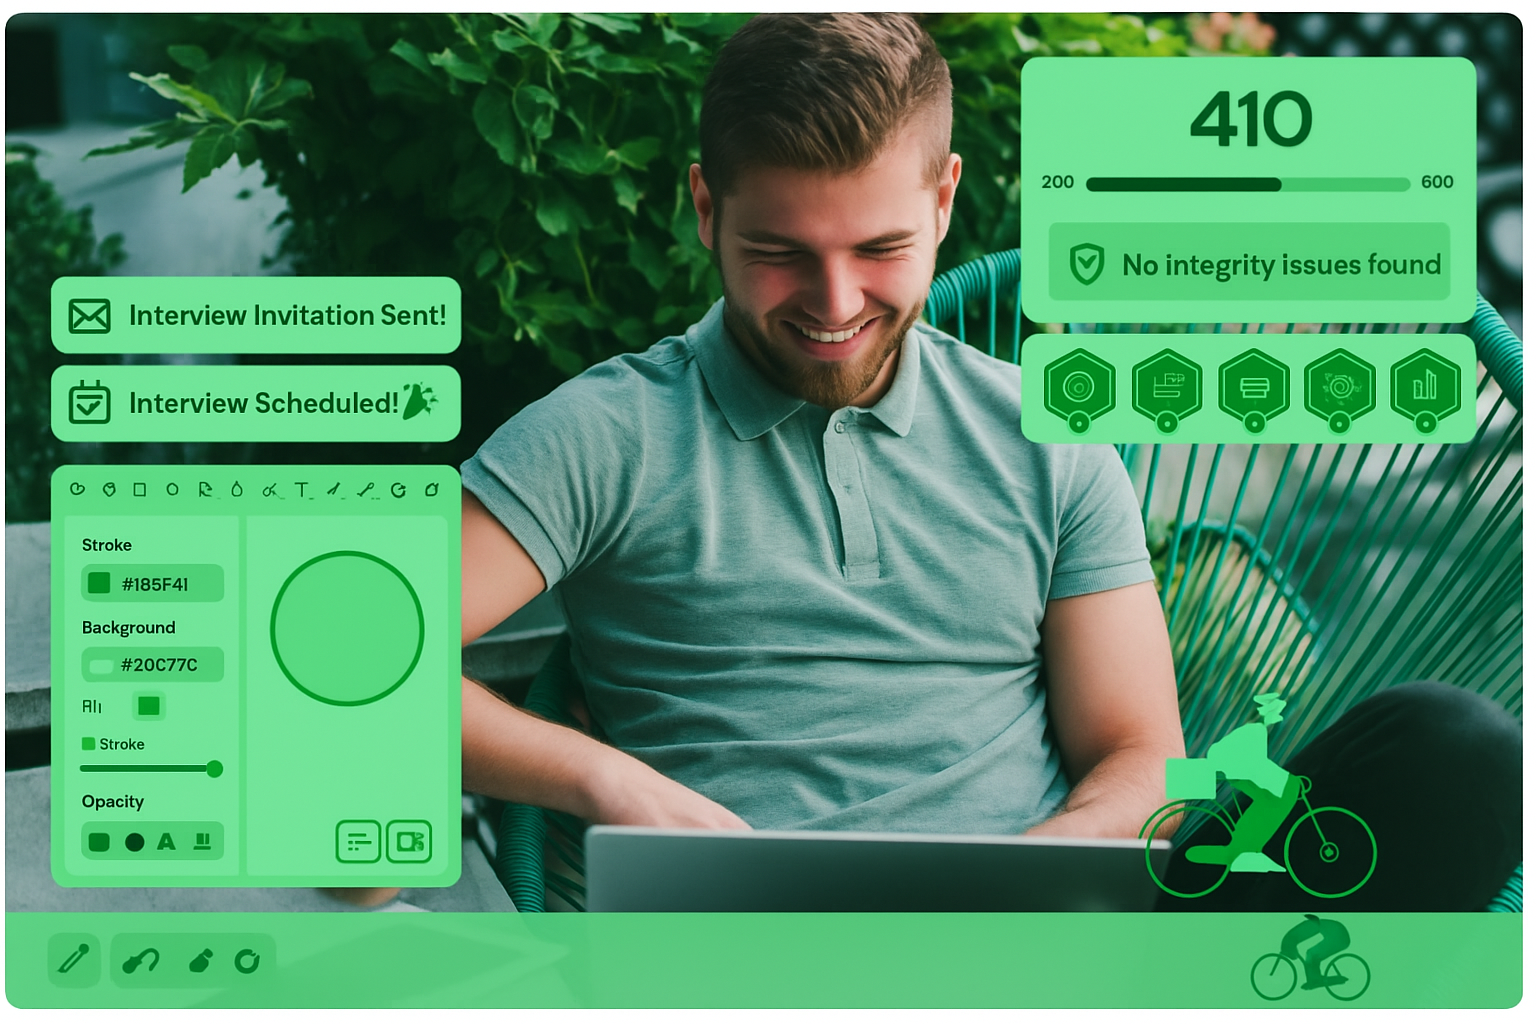 410
200
600
No integrity issues found
Interview Invitation Sent!
Interview Scheduled!
Stroke
#185F41
Background
#20C77C
Stroke
Opacity
A